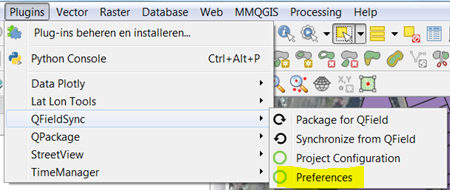 Plugins Vector Raster Database Web MMQGIS Processing Help
Plug-ins beheren en installeren...
Python Console Ctrl+Alt+P
Data Plotly
Lat Lon Tools
QFieldSync
QPackage
StreetView
TimeManager
Package for QField
Synchronize from QField
Project Configuration
Preferences
X,Y